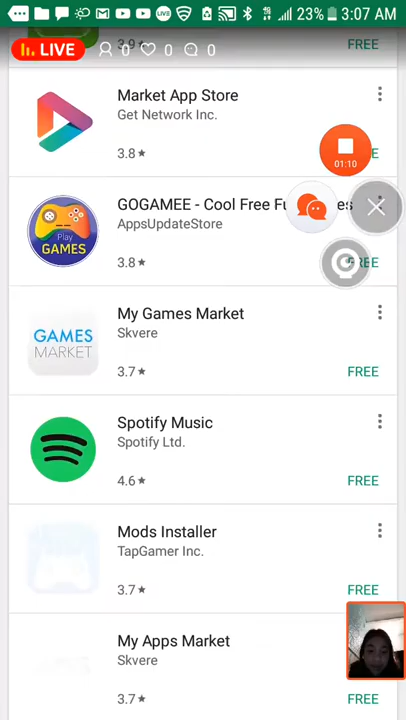 23% 3:07 AM
3.9★
LIVE 0 0 0
Market App Store
Get Network Inc.
3.8★
01:10
GOGAMEE - Cool Free Fu
es
Play
GAMES
AppsUpdateStore
3.8★
FREE
GAMES
MARKET
My Games Market
Skvere
3.7★ FREE
Spotify Music
Spotify Ltd.
4.6★ FREE
Mods Installer
TapGamer Inc.
3.7★ FREE
My Apps Market
Skvere
3.7★ FREE